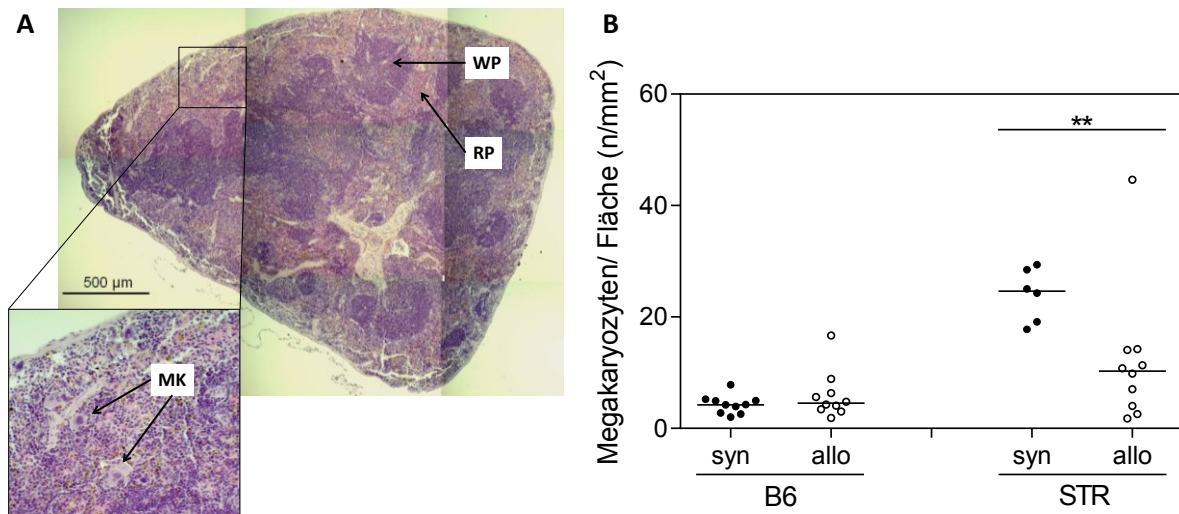 A
WP
RP
500 µm
MK
B
Megakaryozyten/ Fläche (n/mm²)
60
40
20
0
**
syn
allo
syn
allo
B6
STR